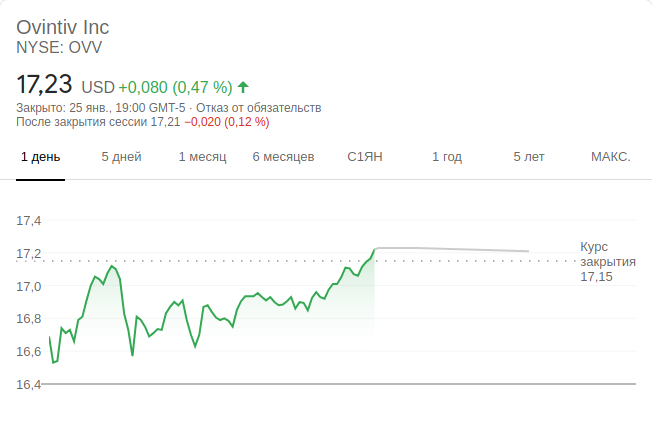 Ovintiv Inc
NYSE: OVV
17,23 USD +0,080 (0,47 %)
Закрыто: 25 янв., 19:00 GMT-5 · Отказ от обязательств
После закрытия сессии 17,21 −0,020 (0,12 %)
1 день 5 дней 1 месяц 6 месяцев С1ЯН 1 год 5 лет МАКС.
17,4
17,2
17,0
16,8
16,6
16,4
Курс
закрытия
17,15